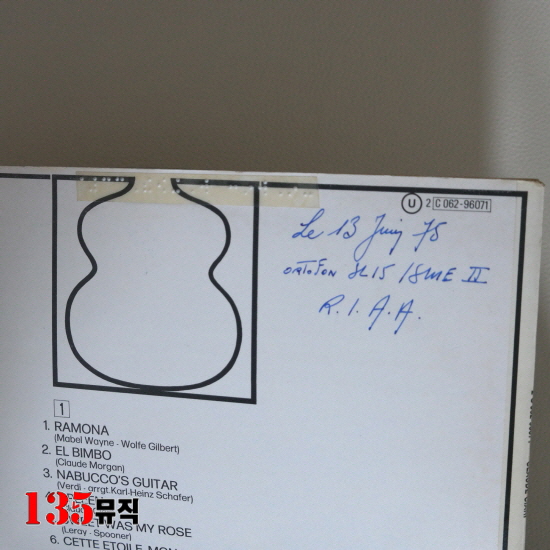 U 2 C 062-96071
Le 13 Juin 75
ORTOFON SL15 / SME II
R.I.A.A.
1
1. RAMONA
(Mabel Wayne - Wolfe Gilbert)
2. EL BIMBO
(Claude Morgan)
3. NABUCCO'S GUITAR
(Verdi - arrgt. Karl-Heinz Schafer)
WAS MY ROSE
(Leray - Spooner)
6. CETTE ETOILE
135뮤직